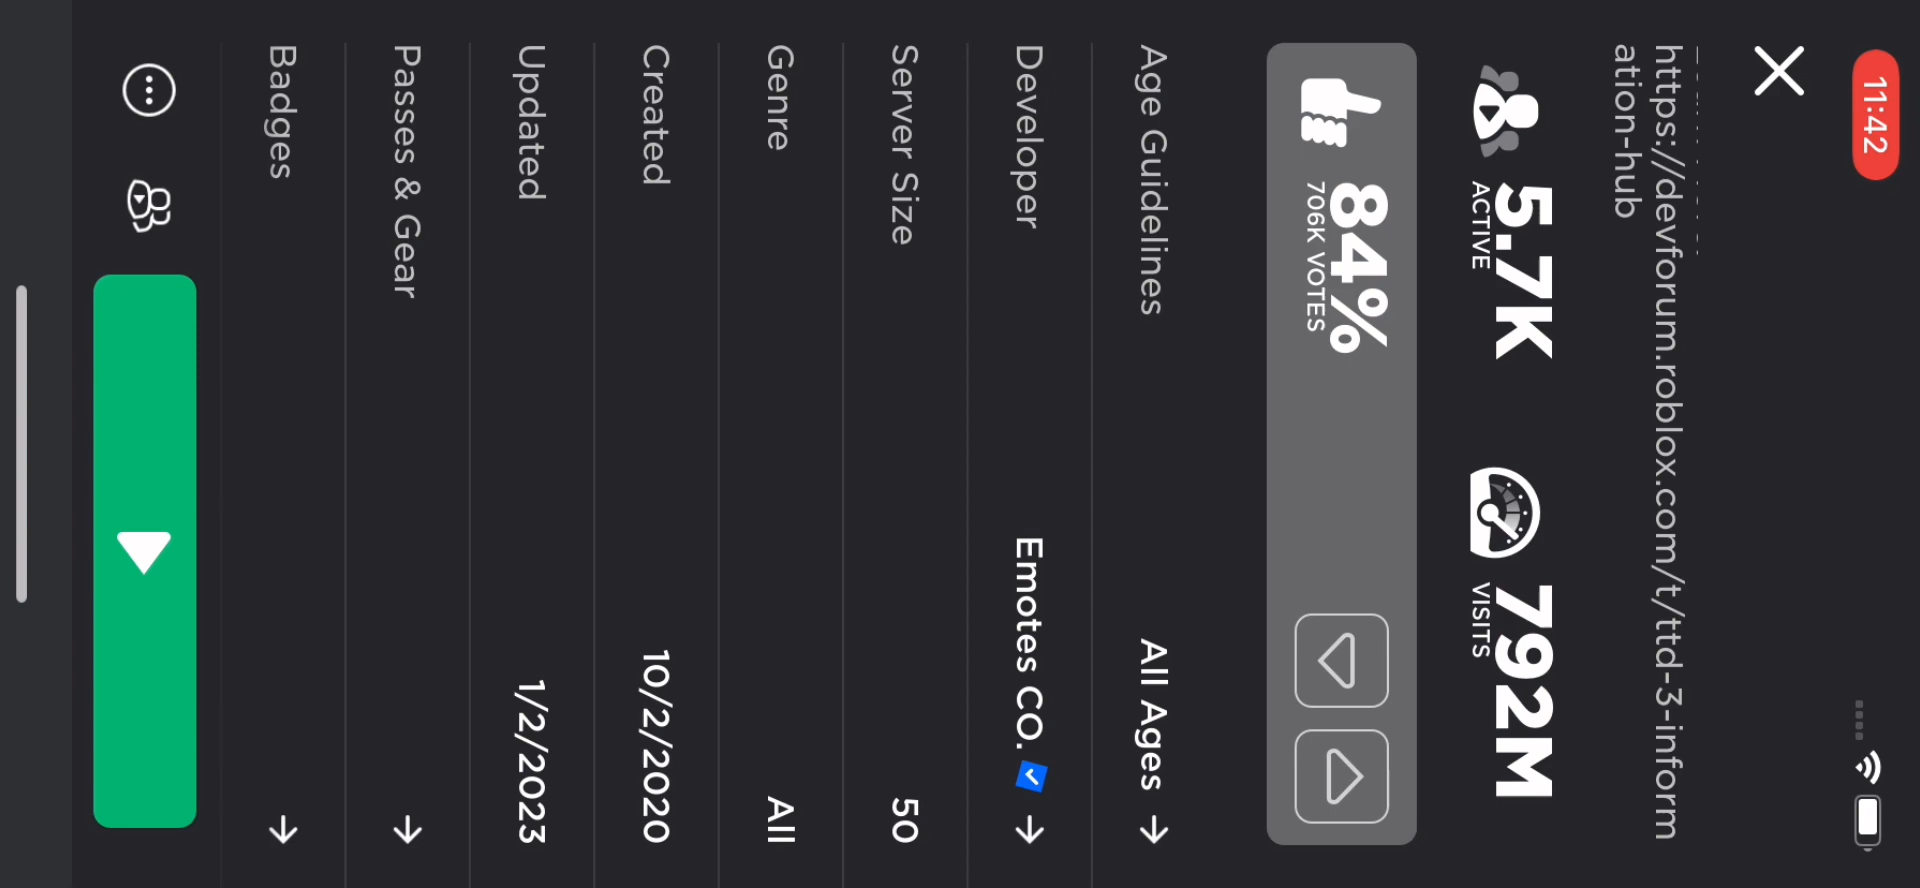 11:42
https://devforum.roblox.com/t/ttd-3-inform
ation-hub
5.7K
ACTIVE
792M
VISITS
84%
706K VOTES
Age Guidelines All Ages
Developer Emotes CO.
Server Size 50
Genre All
Created 10/2/2020
Updated 1/2/2023
Passes & Gear
Badges